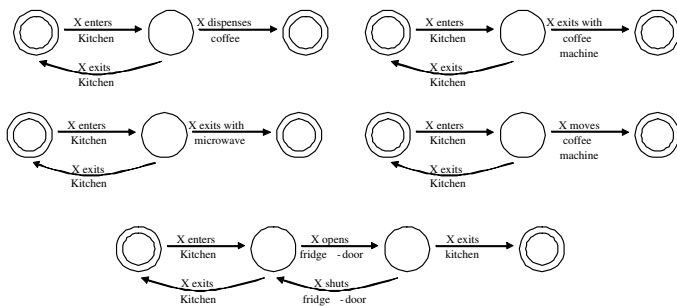 X enters
Kitchen
X dispenses
coffee
X exits
Kitchen
X enters
Kitchen
X exits with
coffee
machine
X exits
Kitchen
X enters
Kitchen
X exits with
microwave
X exits
Kitchen
X enters
Kitchen
X moves
coffee
machine
X exits
Kitchen
X enters
Kitchen
X opens
fridge -door
X exits
kitchen
X exits
Kitchen
X shuts
fridge -door